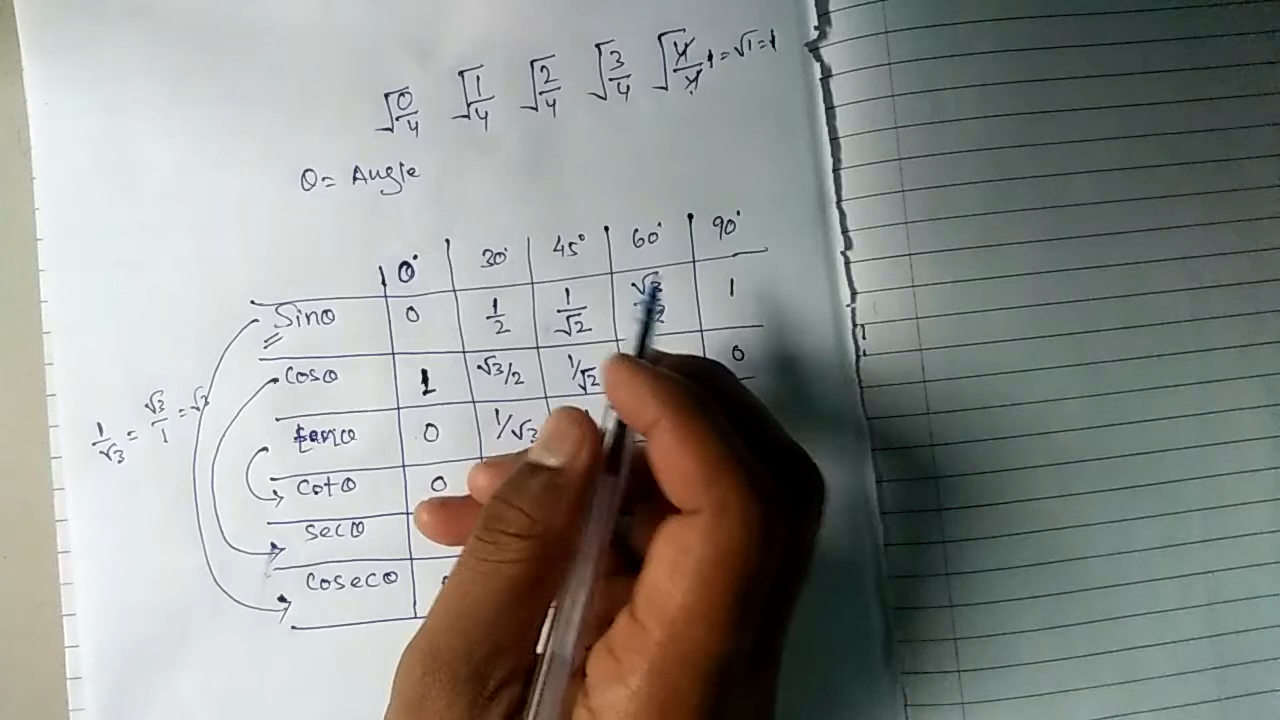 √0/4 √1/4 √2/4 √3/4 √4/4 1 = √1 = 1
θ = Angle
0° 30° 45° 60° 90°
Sinθ 0 1/2 1/√2 √3/2 1
cosθ 1 √3/2 1/√2 0
1/√3 = √3/1 = √3
tanθ 0 1/√3
cotθ 0
secθ
cosecθ